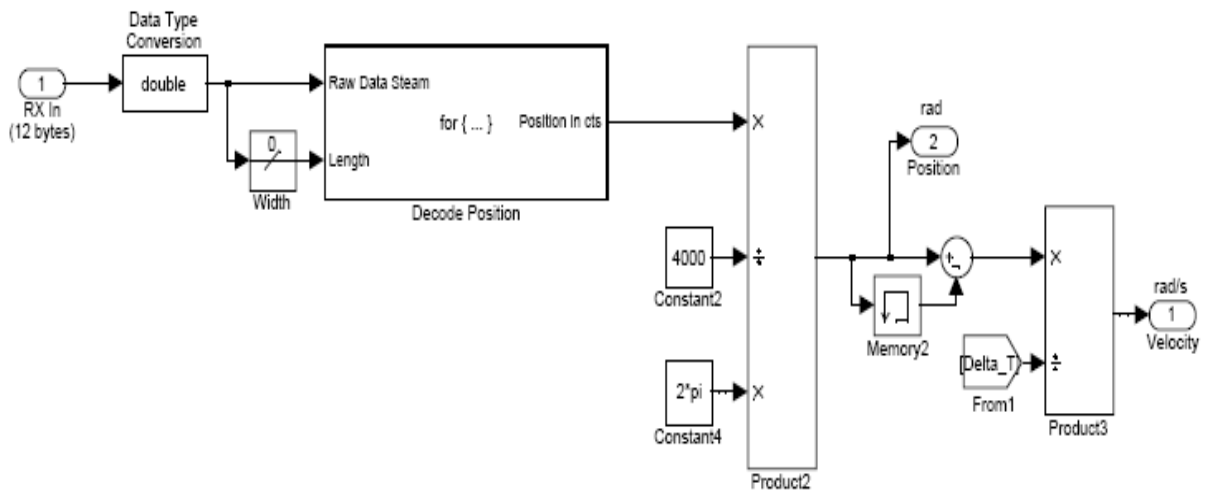 Data Type
Conversion
1
RX In
(12 bytes)
double
0
Width
Raw Data Steam
Length
for { ... }
Position in cts
Decode Position
4000
Constant2
2*pi
Constant4
×
÷
×
Product2
rad
2
Position
+
-
Memory2
[Delta_T]
From1
×
÷
Product3
rad/s
1
Velocity